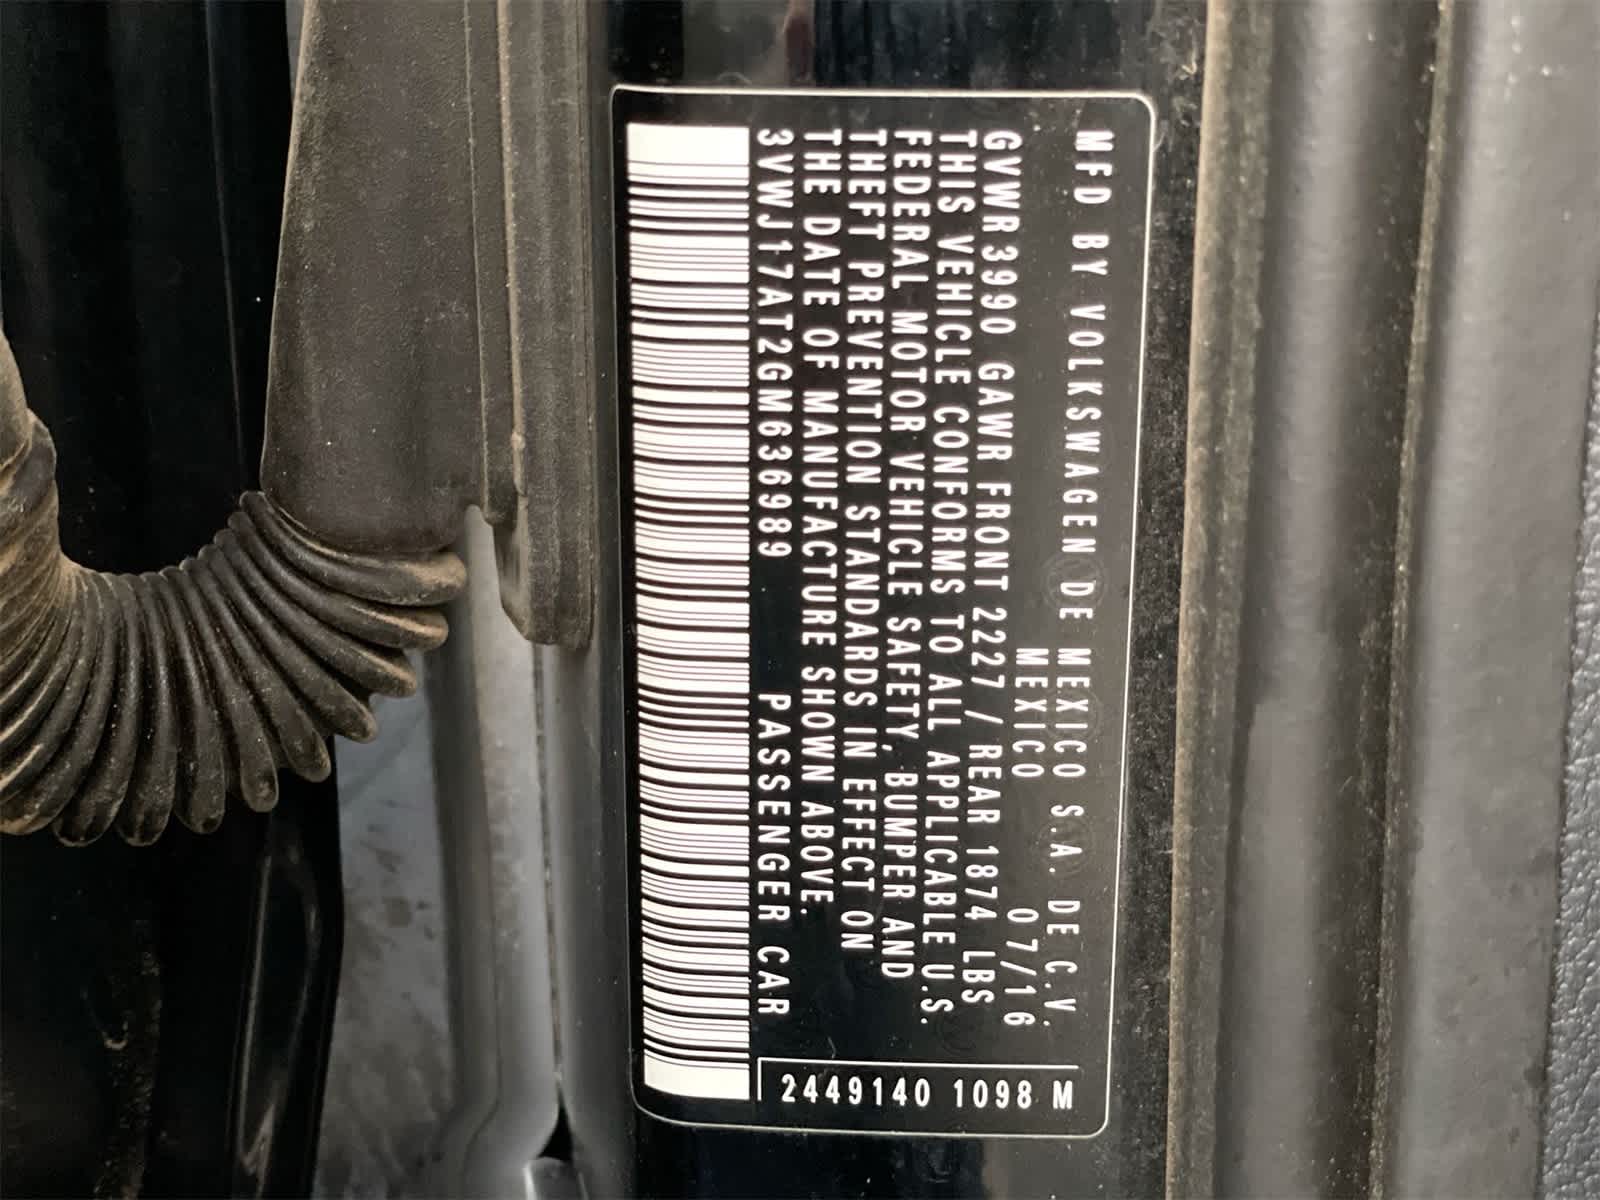 MFD BY VOLKSWAGEN DE MEXICO S.A. DE C.V.
MEXICO 07/16
GVWR3990 GAWR FRONT 2227 / REAR 1874 LBS
THIS VEHICLE CONFORMS TO ALL APPLICABLE U.S.
FEDERAL MOTOR VEHICLE SAFETY, BUMPER AND
THEFT PREVENTION STANDARDS IN EFFECT ON
THE DATE OF MANUFACTURE SHOWN ABOVE.
3VWJ17AT2GM636989 PASSENGER CAR
2449140 1098 M